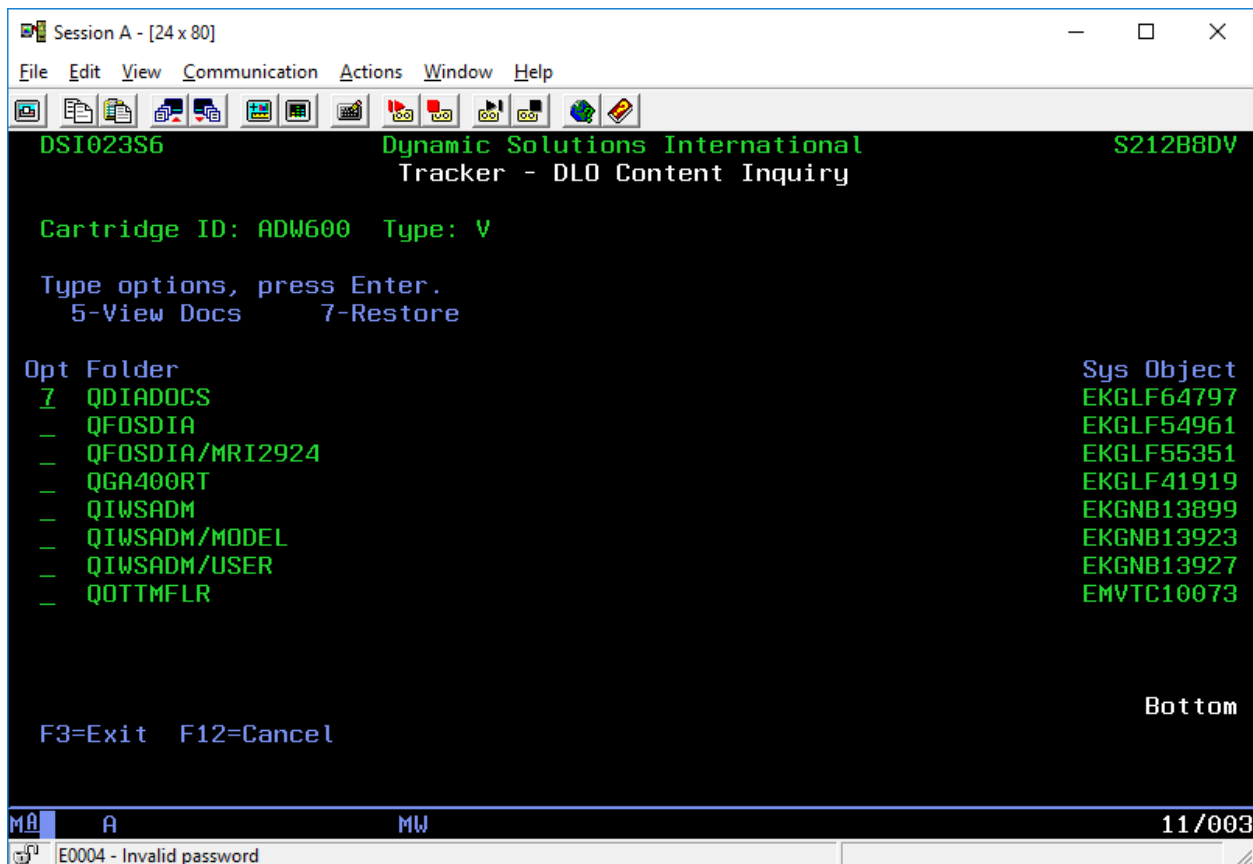 Session A - [24 x 80]
File Edit View Communication Actions Window Help
DSI023S6 Dynamic Solutions International S212B8DV
Tracker - DLO Content Inquiry
Cartridge ID: ADW600 Type: V
Type options, press Enter.
5-View Docs 7-Restore
Opt Folder Sys Object
7 QDIADOCS EKGLF64797
_ QFOSDIA EKGLF54961
_ QFOSDIA/MRI2924 EKGLF55351
_ QGA400RT EKGLF41919
_ QIWSADM EKGNB13899
_ QIWSADM/MODEL EKGNB13923
_ QIWSADM/USER EKGNB13927
_ QOTTMFLR EMVTC10073
Bottom
F3=Exit F12=Cancel
MA A MW 11/003
E0004 - Invalid password